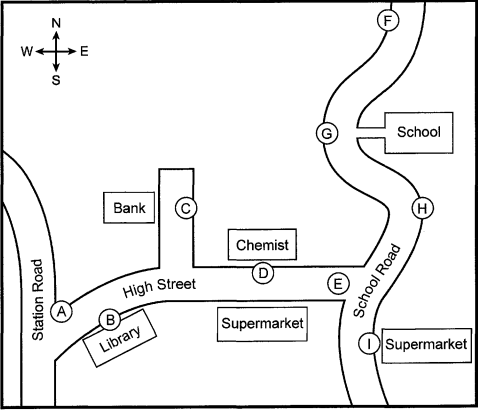 N
W E
S
F
G
School
Bank
C
H
Chemist
D
E
High Street
School Road
Station Road
A
B
Library
Supermarket
I
Supermarket